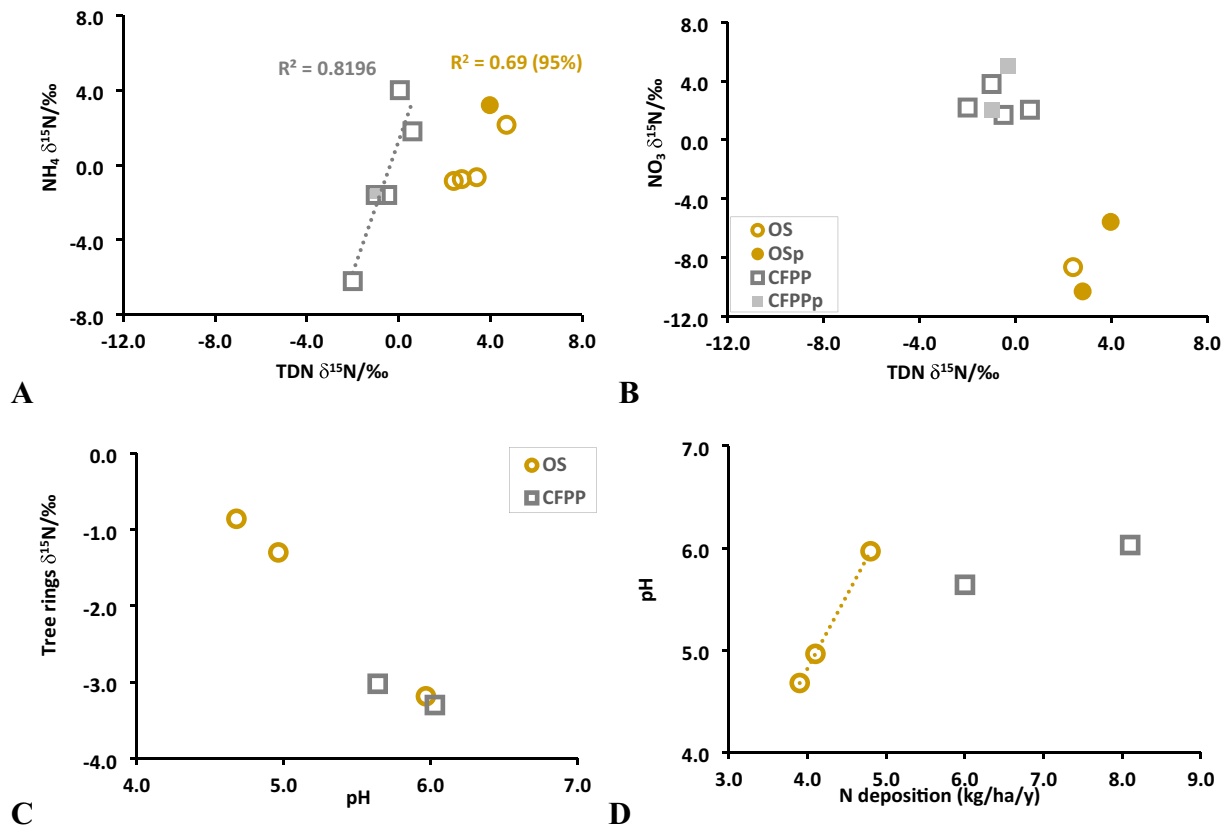 8.0
4.0
0.0
-4.0
-8.0
-12.0 -8.0 -4.0 0.0 4.0 8.0
NH₄ δ¹⁵N/‰
TDN δ¹⁵N/‰
R² = 0.8196
R² = 0.69 (95%)
A
8.0
4.0
0.0
-4.0
-8.0
-12.0
-12.0 -8.0 -4.0 0.0 4.0 8.0
NO₃ δ¹⁵N/‰
TDN δ¹⁵N/‰
OS
OSp
CFPP
CFPPp
B
0.0
-1.0
-2.0
-3.0
-4.0
4.0 5.0 6.0 7.0
Tree rings δ¹⁵N/‰
pH
OS
CFPP
C
7.0
6.0
5.0
4.0
3.0 4.0 5.0 6.0 7.0 8.0 9.0
pH
N deposition (kg/ha/y)
D